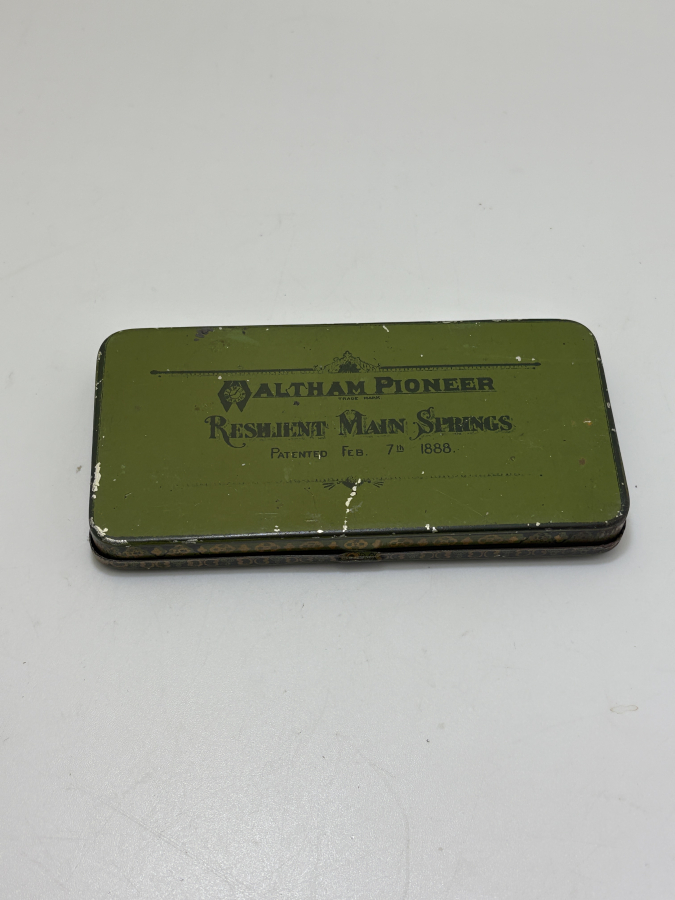 WALTHAM PIONEER
TRADE MARK
RESILIENT MAIN SPRINGS
PATENTED FEB. 7th 1888.